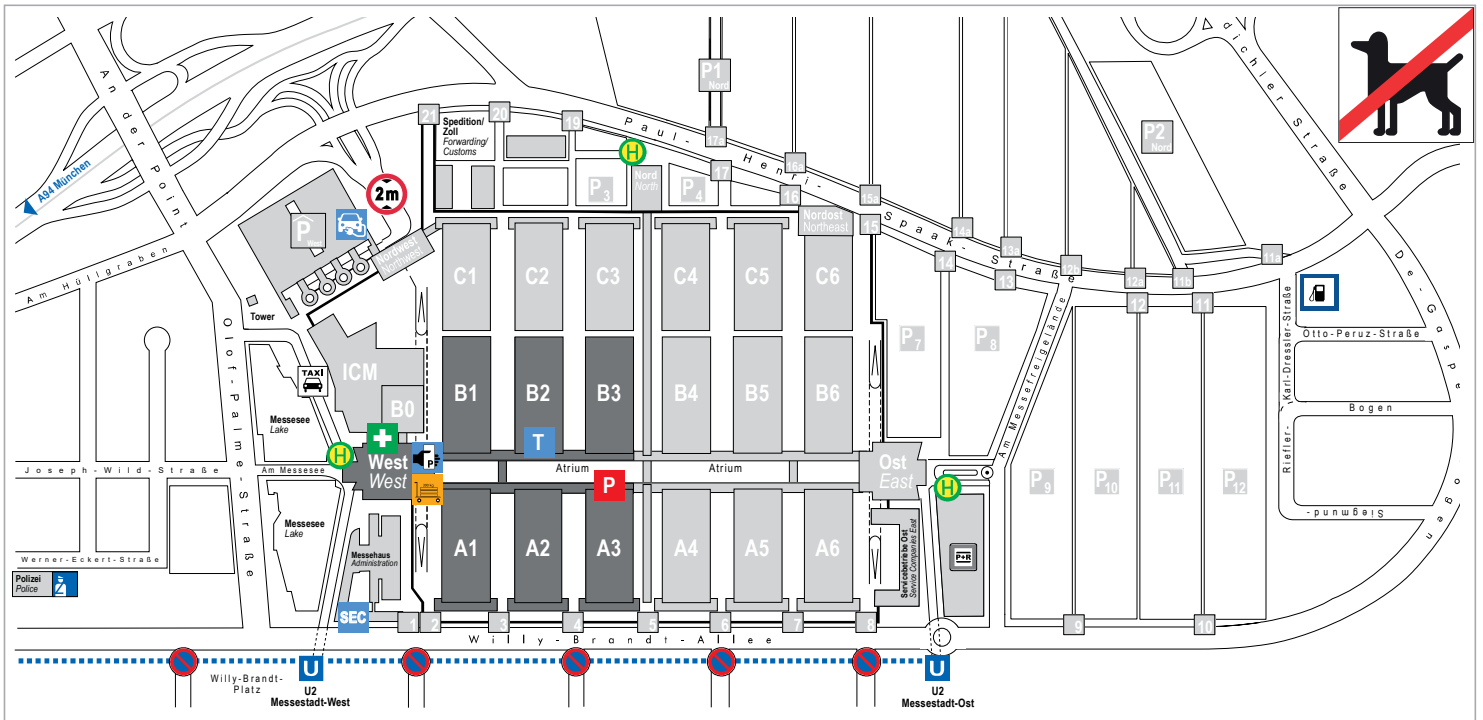 An der Point
A94 München
Am Hüllgraben
Olof-Palme-Straße
Tower
P West
2m
Nordwest
Northwest
TAXI
ICM
B0
Messesee
Lake
H
West
West
P
Joseph-Wild-Straße
Am Messesee
Messesee
Lake
Werner-Eckert-Straße
Polizei
Police
Messehaus
Administration
SEC
Spedition/
Zoll
Forwarding/
Customs
21
20
19
H
Nord
North
P3
P4
Paul-Henri-Spaak-Straße
P1
Nord
17a
17
16a
16
15a
15
Nordost
Northeast
14a
14
13a
13
12b
12a
12
11b
11
11a
P2
Nord
C1
C2
C3
C4
C5
C6
B1
B2
B3
B4
B5
B6
T
Atrium
Atrium
P
A1
A2
A3
A4
A5
A6
Ost
East
H
Servicebetriebe Ost
Service Companies East
P+R
P7
P8
Am Messefreigelände
P9
P10
P11
P12
De-Gasperi-Bogen
Riefler-
Karl-Dressler-Straße
Otto-Peruz-Straße
Bogen
Siegmund-
dichler Straße
1
2
3
4
5
6
7
8
9
10
Willy-Brandt-Allee
Willy-Brandt-
Platz
U
U2
Messestadt-West
U
U2
Messestadt-Ost